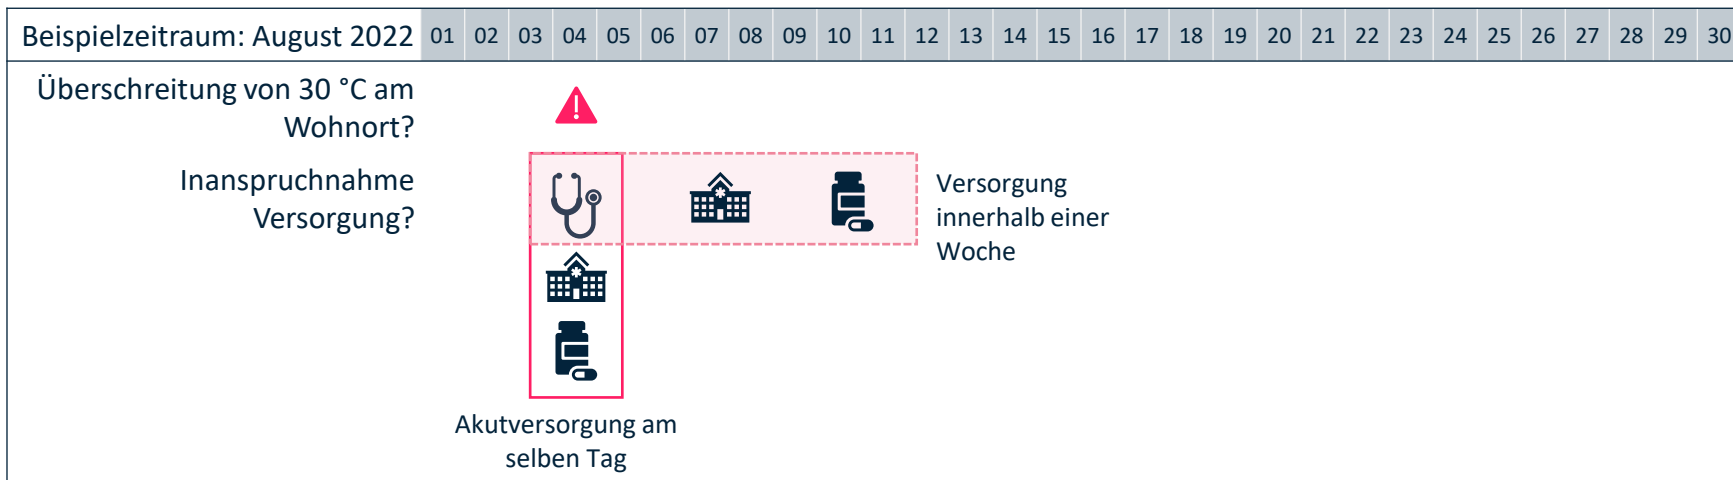 Beispielzeitraum: August 2022 01 02 03 04 05 06 07 08 09 10 11 12 13 14 15 16 17 18 19 20 21 22 23 24 25 26 27 28 29 30
Überschreitung von 30 °C am
Wohnort?
Inanspruchnahme
Versorgung?
Versorgung
innerhalb einer
Woche
Akutversorgung am
selben Tag